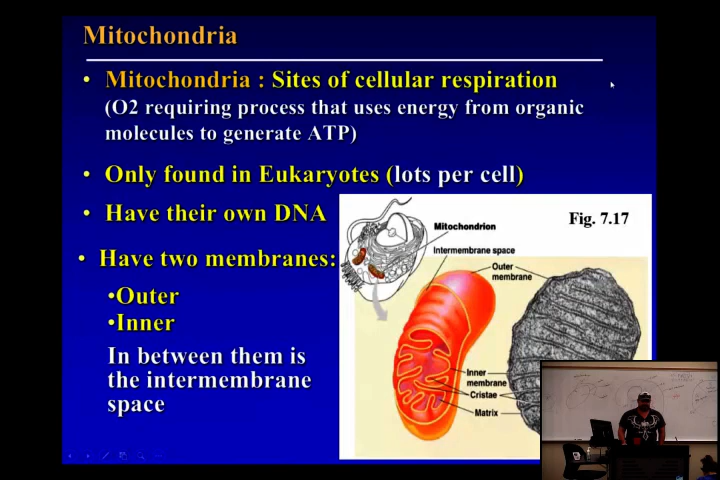 Mitochondria
• Mitochondria : Sites of cellular respiration
(O2 requiring process that uses energy from organic
molecules to generate ATP)
• Only found in Eukaryotes (lots per cell)
• Have their own DNA
• Have two membranes:
•Outer
•Inner
In between them is
the intermembrane
space
Fig. 7.17
Mitochondrion
Intermembrane space
Outer
membrane
Inner
membrane
Cristae
Matrix